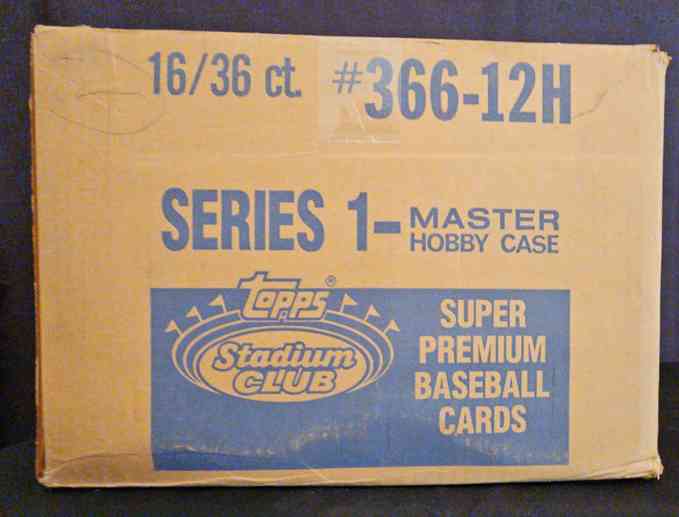 16/36 ct. #366-12H
SERIES 1- MASTER
HOBBY CASE
topps®
Stadium
CLUB
SUPER
PREMIUM
BASEBALL
CARDS